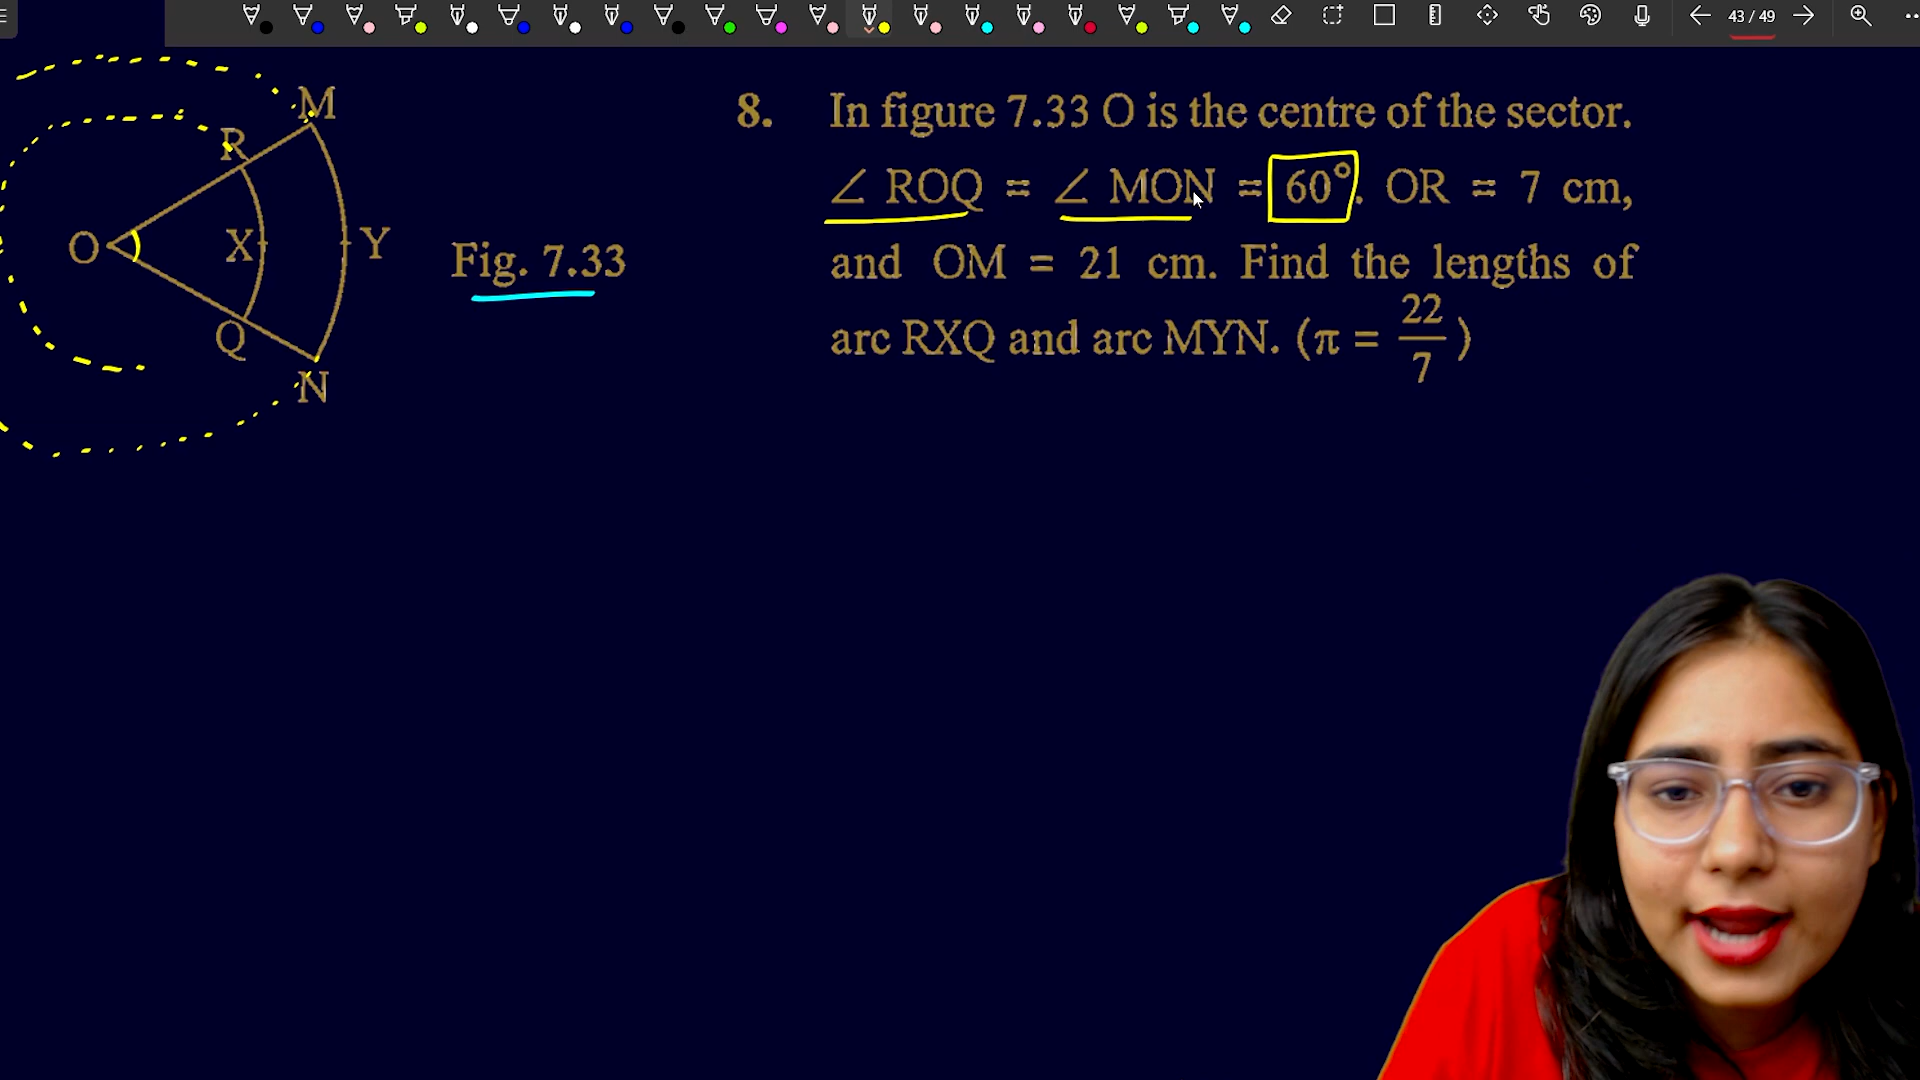 43 / 49
M
R
O
X
Y
Q
N
Fig. 7.33
8. In figure 7.33 O is the centre of the sector.
∠ ROQ = ∠ MON = 60°. OR = 7 cm,
and OM = 21 cm. Find the lengths of
arc RXQ and arc MYN. (π = 22/7)